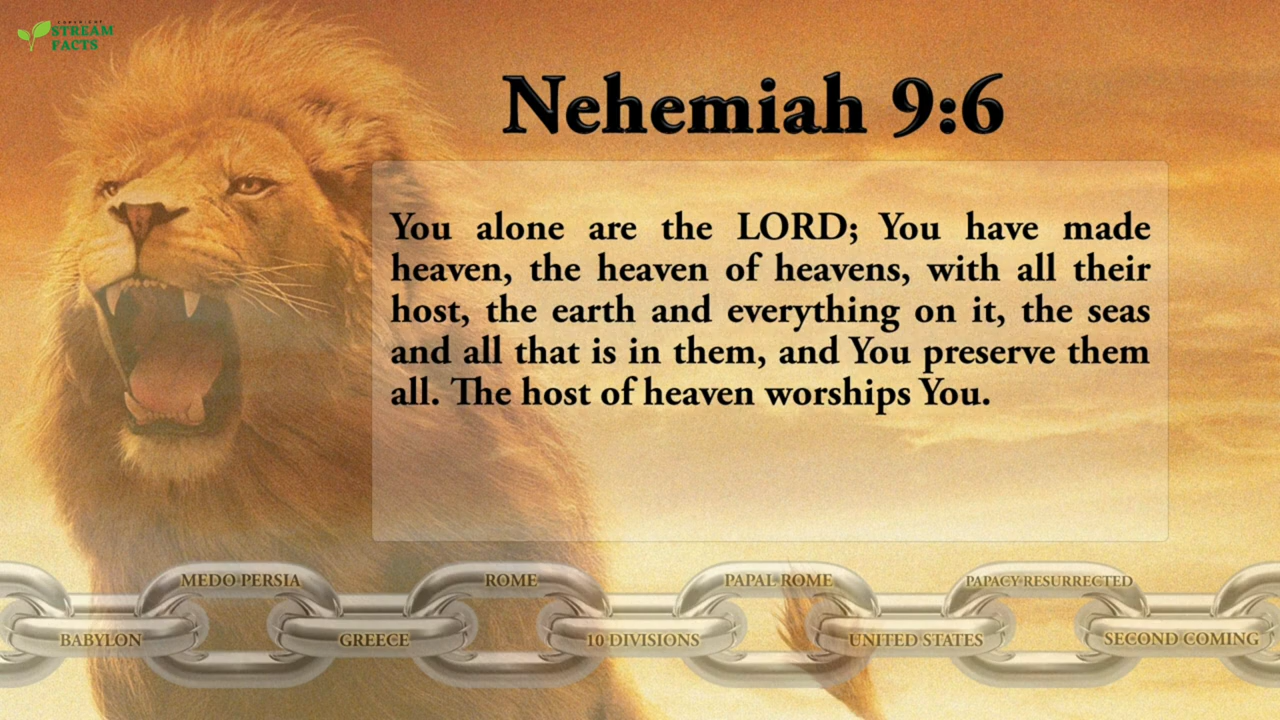 STREAM
FACTS
Nehemiah 9:6
You alone are the LORD; You have made
heaven, the heaven of heavens, with all their
host, the earth and everything on it, the seas
and all that is in them, and You preserve them
all. The host of heaven worships You.
MEDO PERSIA
ROME
PAPAL ROME
PAPACY RESURRECTED
BABYLON
GREECE
10 DIVISIONS
UNITED STATES
SECOND COMING